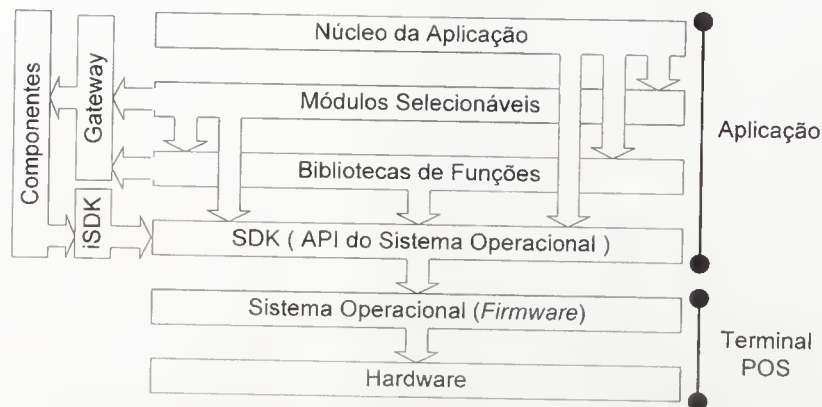 Componentes
Gateway
iSDK
Núcleo da Aplicação
Módulos Selecionáveis
Bibliotecas de Funções
SDK ( API do Sistema Operacional )
Sistema Operacional (Firmware)
Hardware
Aplicação
Terminal
POS